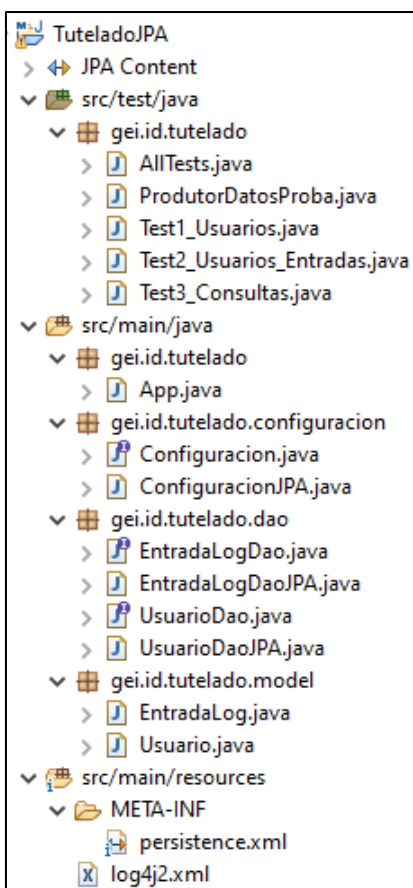 TuteladoJPA
JPA Content
src/test/java
gei.id.tutelado
AllTests.java
ProdutorDatosProba.java
Test1_Usuarios.java
Test2_Usuarios_Entradas.java
Test3_Consultas.java
src/main/java
gei.id.tutelado
App.java
gei.id.tutelado.configuracion
Configuracion.java
ConfiguracionJPA.java
gei.id.tutelado.dao
EntradaLogDao.java
EntradaLogDaoJPA.java
UsuarioDao.java
UsuarioDaoJPA.java
gei.id.tutelado.model
EntradaLog.java
Usuario.java
src/main/resources
META-INF
persistence.xml
log4j2.xml